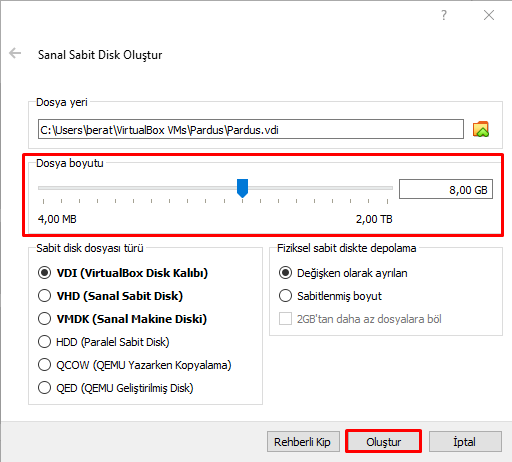 ?
Sanal Sabit Disk Oluştur
Dosya yeri
C:\Users\berat\VirtualBox VMs\Pardus\Pardus.vdi
Dosya boyutu
8,00 GB
4,00 MB 2,00 TB
Sabit disk dosyası türü
VDI (VirtualBox Disk Kalıbı)
VHD (Sanal Sabit Disk)
VMDK (Sanal Makine Diski)
HDD (Paralel Sabit Disk)
QCOW (QEMU Yazarken Kopyalama)
QED (QEMU Geliştirilmiş Disk)
Fiziksel sabit diskte depolama
Değişken olarak ayrılan
Sabitlenmiş boyut
2GB'tan daha az dosyalara böl
Rehberli Kip Oluştur İptal